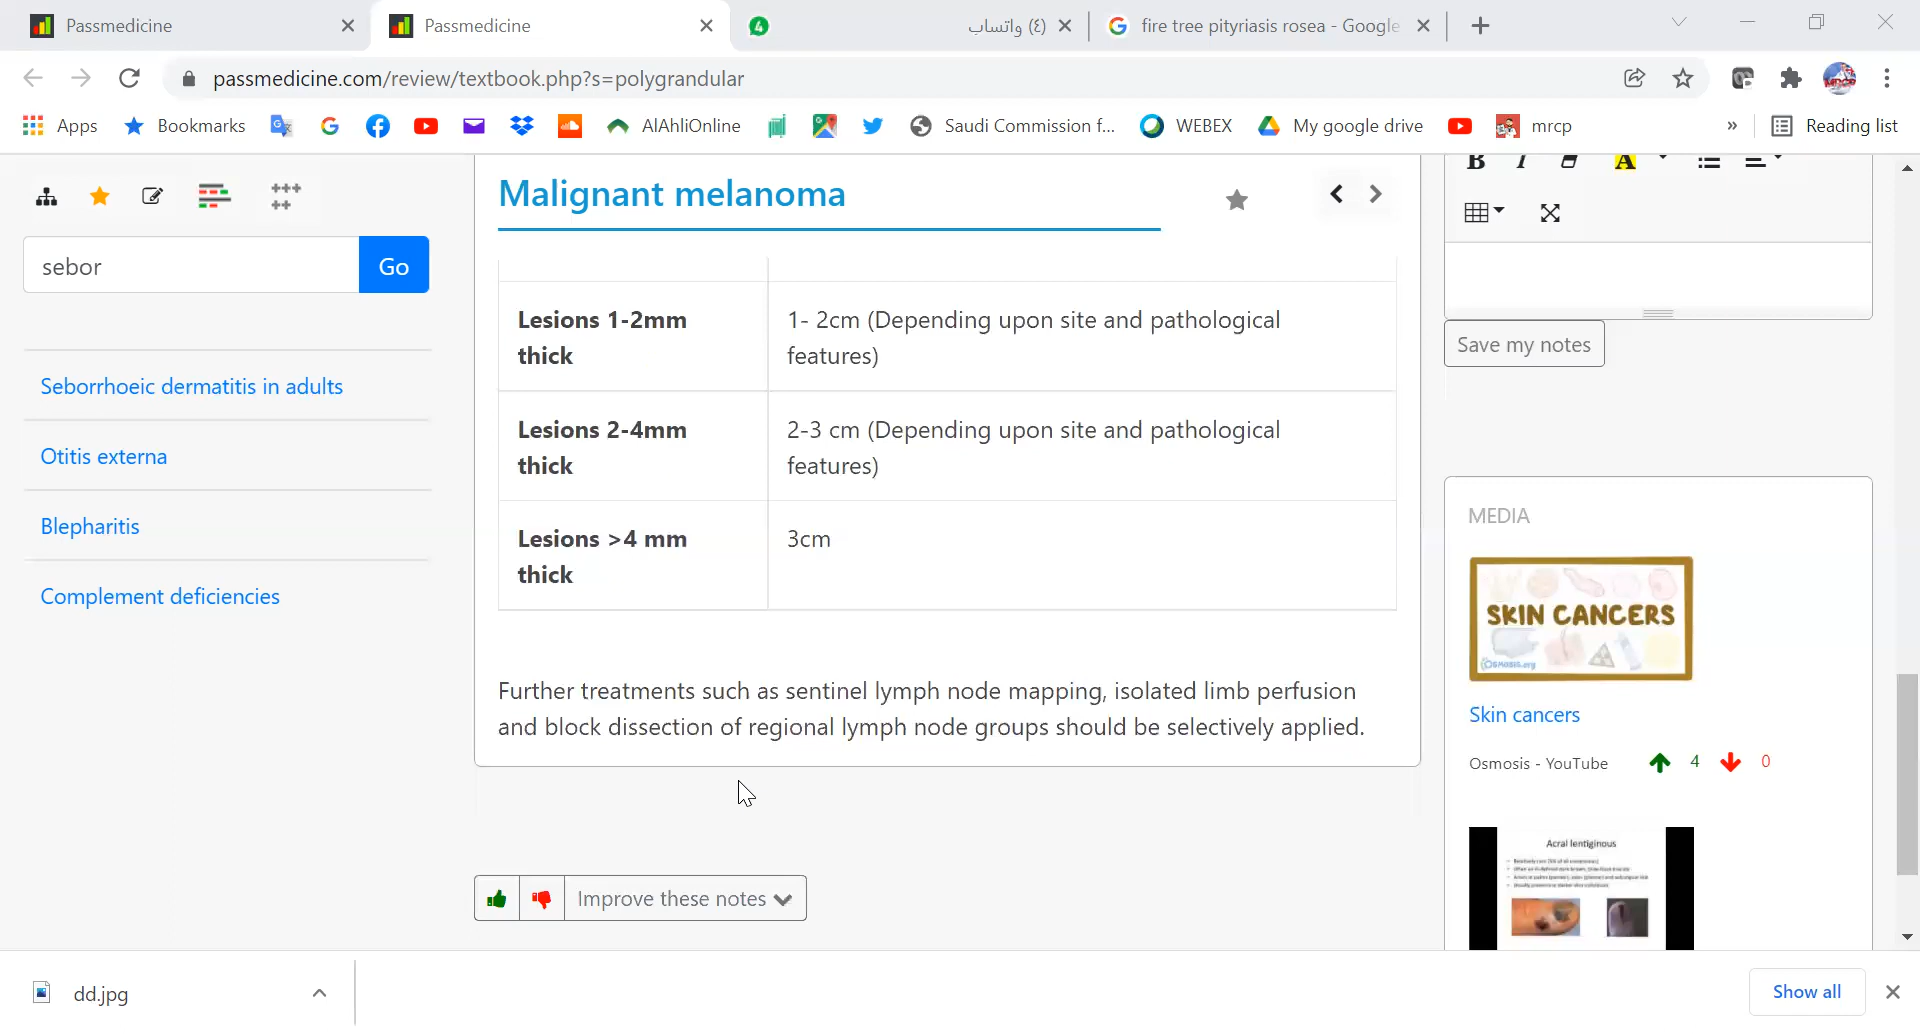 Passmedicine
Passmedicine
4
(٤) واتساب
fire tree pityriasis rosea - Google
passmedicine.com/review/textbook.php?s=polygrandular
Apps
Bookmarks
AlAhliOnline
Saudi Commission f...
WEBEX
My google drive
mrcp
»
Reading list
sebor
Go
Seborrhoeic dermatitis in adults
Otitis externa
Blepharitis
Complement deficiencies
Malignant melanoma
Lesions 1-2mm
thick
1- 2cm (Depending upon site and pathological
features)
Lesions 2-4mm
thick
2-3 cm (Depending upon site and pathological
features)
Lesions >4 mm
thick
3cm
Further treatments such as sentinel lymph node mapping, isolated limb perfusion
and block dissection of regional lymph node groups should be selectively applied.
Improve these notes
B I A
Save my notes
MEDIA
SKIN CANCERS
OSMOSIS.org
Skin cancers
Osmosis - YouTube
4
0
Acral lentiginous
dd.jpg
Show all